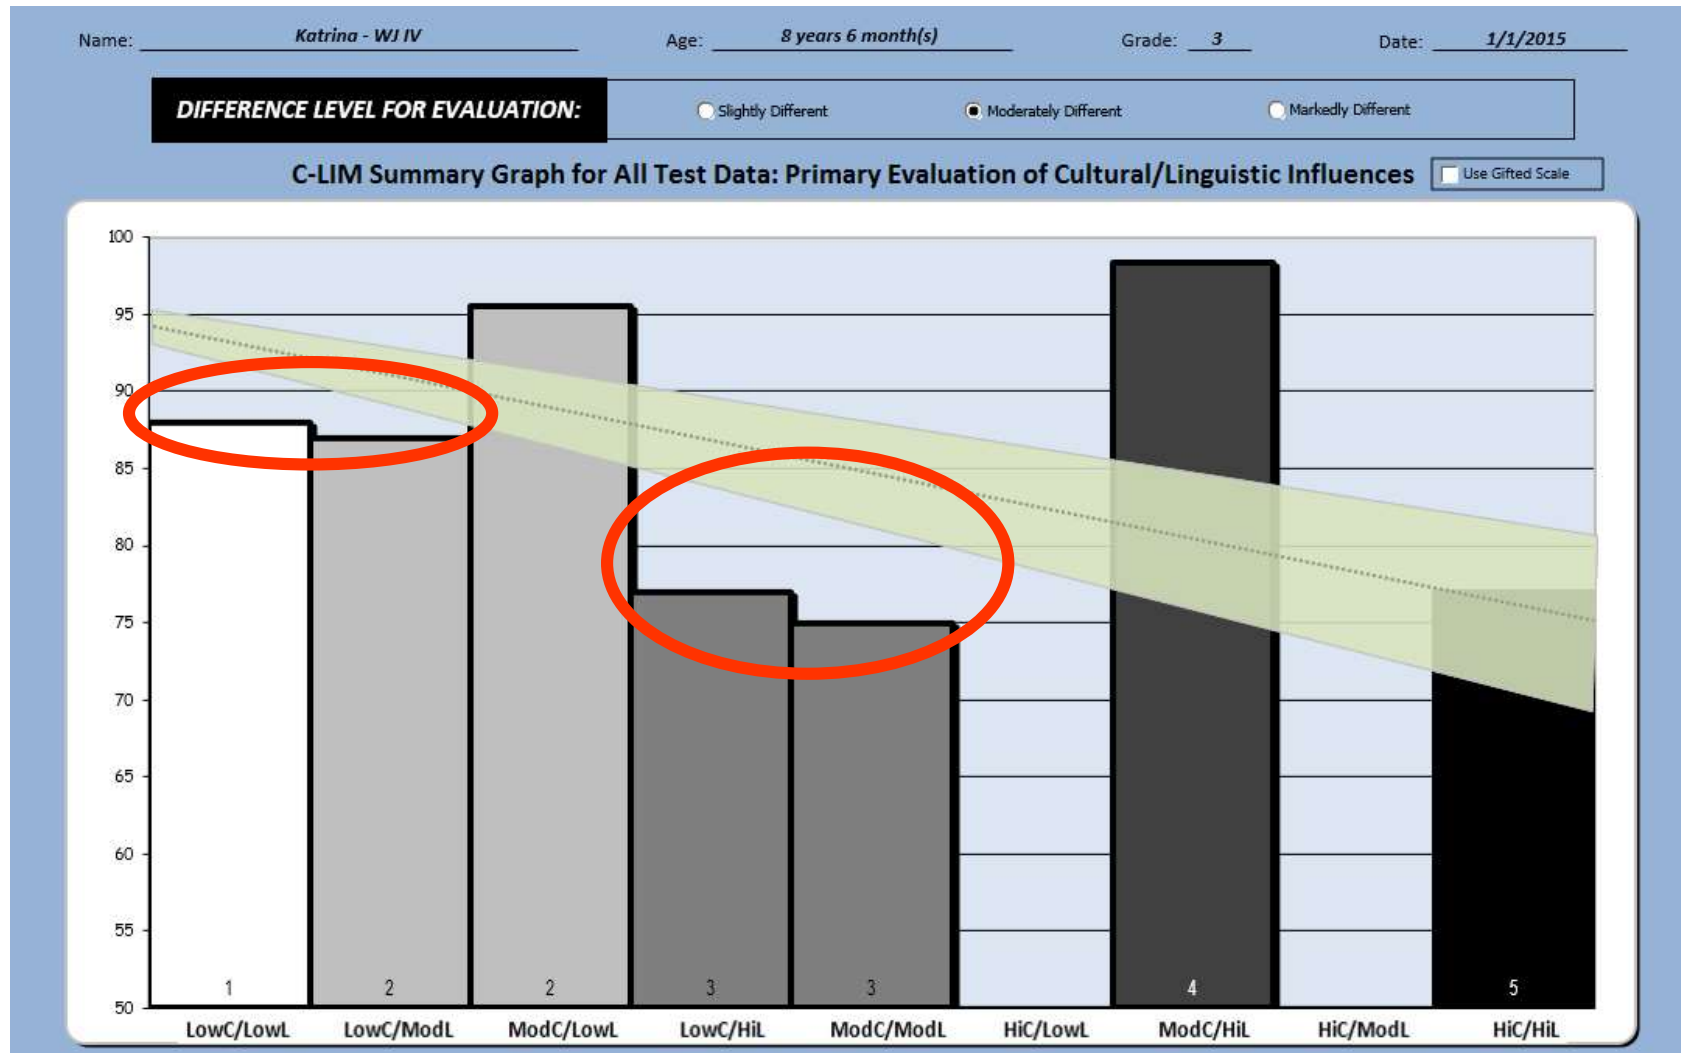 Name: Katrina - WJ IV Age: 8 years 6 month(s) Grade: 3 Date: 1/1/2015
DIFFERENCE LEVEL FOR EVALUATION: Slightly Different Moderately Different Markedly Different
C-LIM Summary Graph for All Test Data: Primary Evaluation of Cultural/Linguistic Influences Use Gifted Scale
100
95
90
85
80
75
70
65
60
55
50
1 2 2 3 3 4 5
LowC/LowL LowC/ModL ModC/LowL LowC/HiL ModC/ModL HiC/LowL ModC/HiL HiC/ModL HiC/HiL